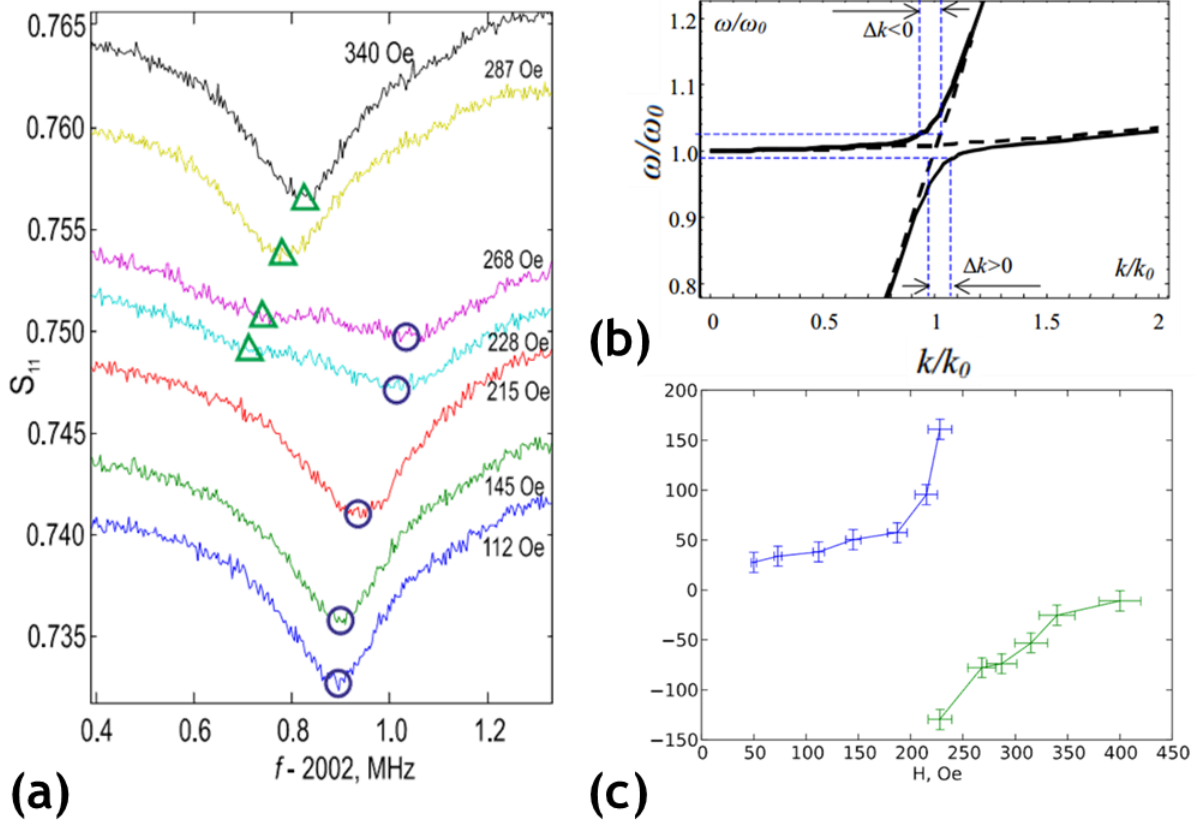 0.765
0.760
0.755
0.750
0.745
0.740
0.735
S11
340 Oe
287 Oe
268 Oe
228 Oe
215 Oe
145 Oe
112 Oe
0.4 0.6 0.8 1.0 1.2
f - 2002, MHz
(a)
1.2
1.1
1.0
0.9
0.8
ω/ω0
ω/ω0
Δk<0
Δk>0
k/k0
0 0.5 1 1.5 2
k/k0
(b)
200
150
100
50
0
−50
−100
−150
0 50 100 150 200 250 300 350 400 450
H, Oe
(c)